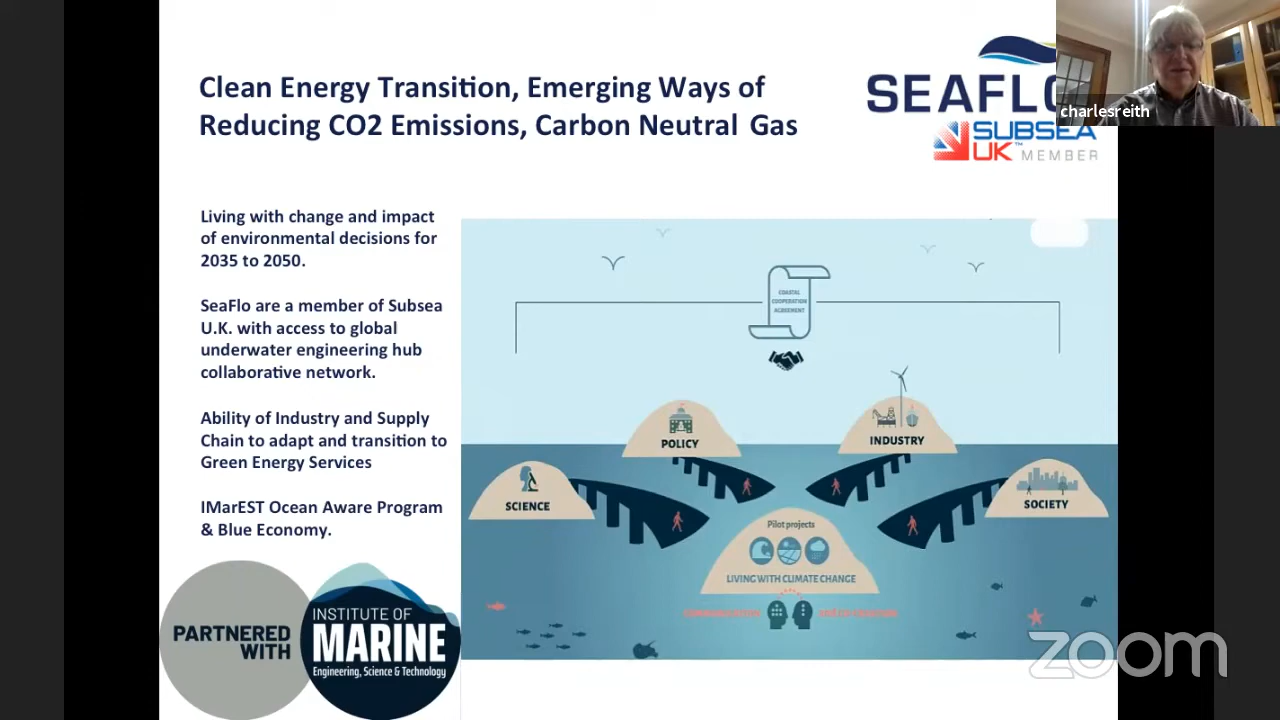 Clean Energy Transition, Emerging Ways of
Reducing CO2 Emissions, Carbon Neutral Gas
SEAFLO
SUBSEA
UK™ MEMBER
charlesreith
Living with change and impact
of environmental decisions for
2035 to 2050.
SeaFlo are a member of Subsea
U.K. with access to global
underwater engineering hub
collaborative network.
Ability of Industry and Supply
Chain to adapt and transition to
Green Energy Services
IMarEST Ocean Aware Program
& Blue Economy.
COASTAL
COOPERATION
AGREEMENT
POLICY
INDUSTRY
SCIENCE
SOCIETY
Pilot projects
LIVING WITH CLIMATE CHANGE
PARTNERED
WITH
INSTITUTE OF
MARINE
Engineering, Science & Technology
zoom